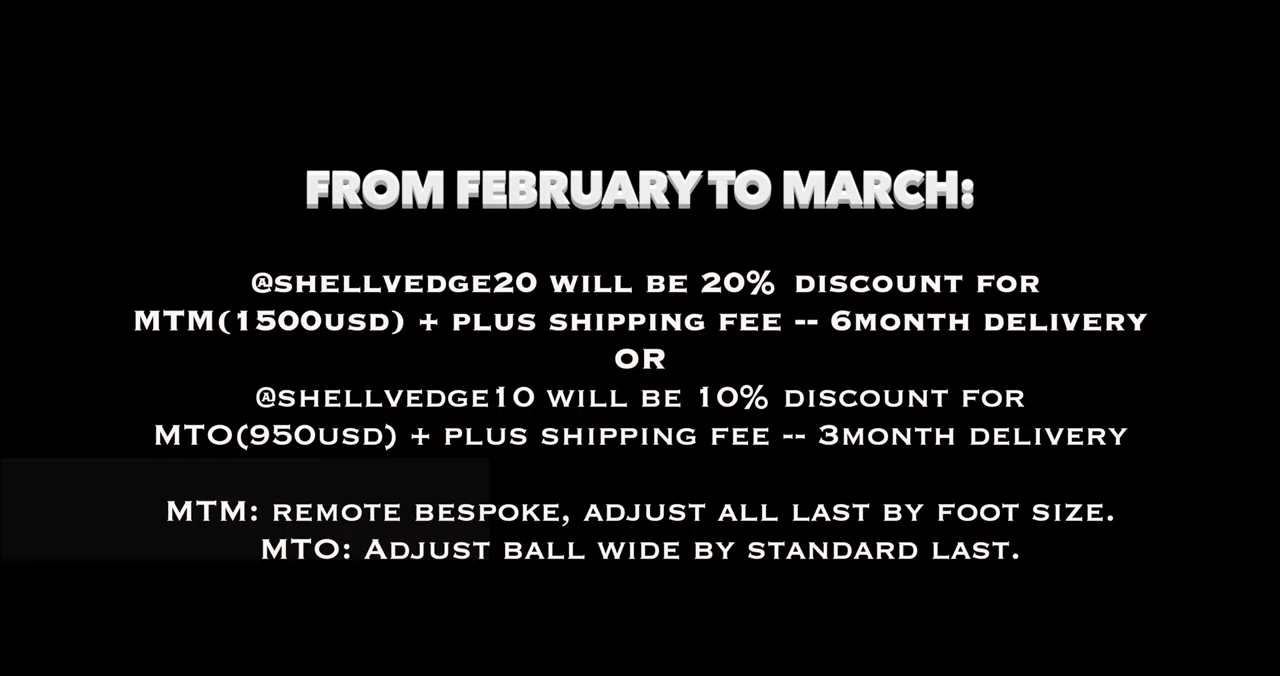 FROM FEBRUARY TO MARCH:
@SHELLVEDGE20 WILL BE 20% DISCOUNT FOR
MTM(1500USD) + PLUS SHIPPING FEE -- 6MONTH DELIVERY
OR
@SHELLVEDGE10 WILL BE 10% DISCOUNT FOR
MTO(950USD) + PLUS SHIPPING FEE -- 3MONTH DELIVERY
MTM: REMOTE BESPOKE, ADJUST ALL LAST BY FOOT SIZE.
MTO: ADJUST BALL WIDE BY STANDARD LAST.